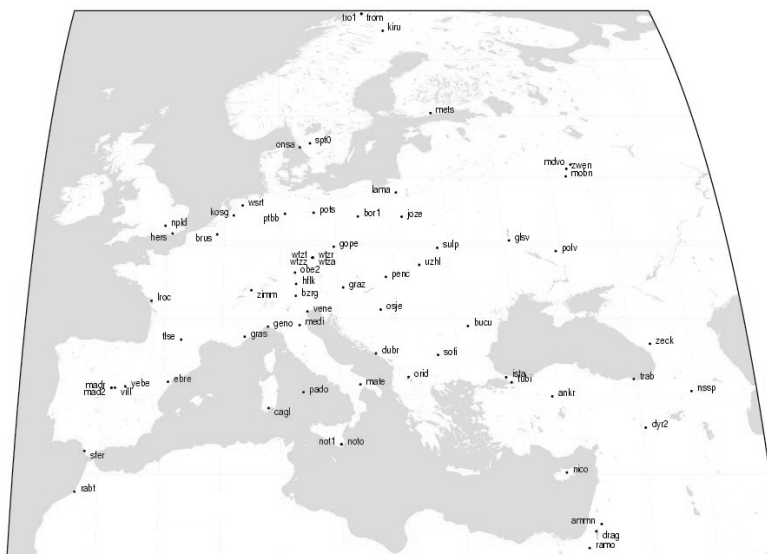 tro1 trom
kiru
mets
onsa spt0
mdvo zwen
mobn
lama
wsrt
kosg ptbb pots bor1 joze
npld
hers brus
gope sulp glsv polv
wtzt wtzr
wtzz wtza
uzhl
obe2
hflk penc
zimm bzrg graz
lroc
vene osje
geno medi bucu
tlse gras zeck
dubr sofi
ista
tubi trab
orid
madr yebe ebre mate
mad2 vill
pado ankr nssp
cagl
dyr2
not1 noto
sfer
nico
rabt
ammn
drag
ramo